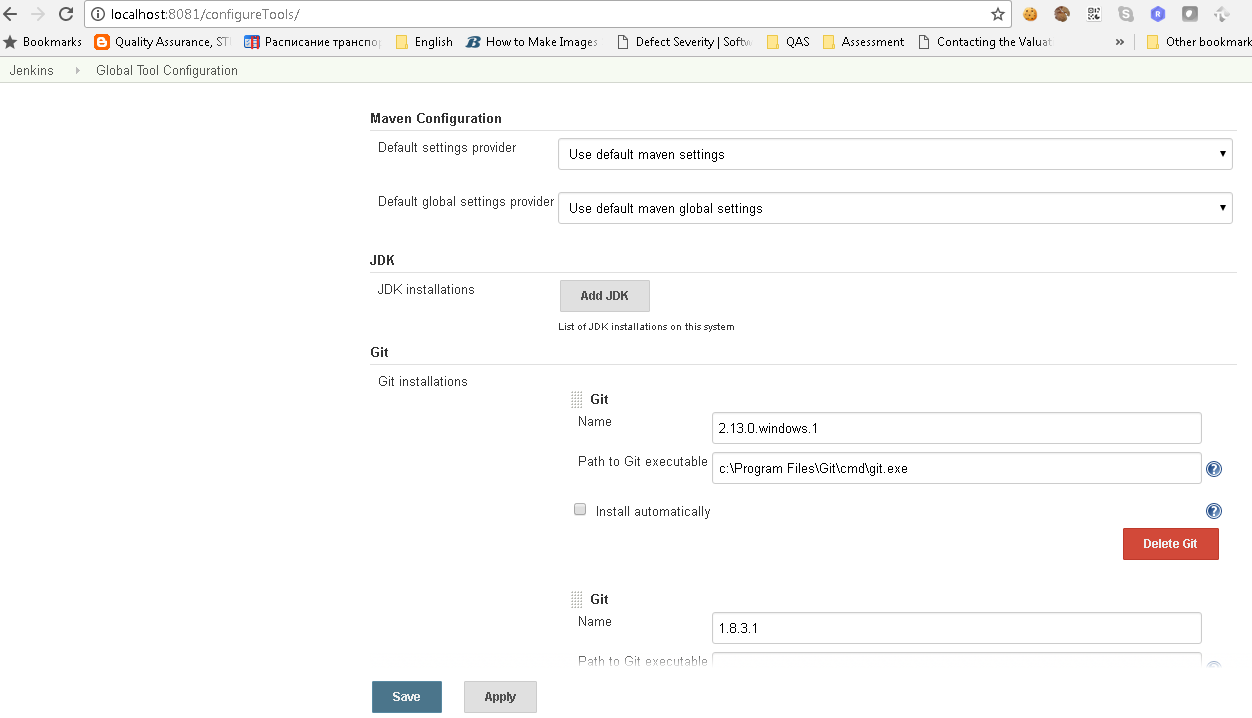 localhost:8081/configureTools/
Bookmarks Quality Assurance, ST Расписание транспо English How to Make Images Defect Severity | Softw QAS Assessment Contacting the Valuat » Other bookmark
Jenkins Global Tool Configuration
Maven Configuration
Default settings provider Use default maven settings
Default global settings provider Use default maven global settings
JDK
JDK installations Add JDK
List of JDK installations on this system
Git
Git installations
Git
Name 2.13.0.windows.1
Path to Git executable c:\Program Files\Git\cmd\git.exe
Install automatically
Delete Git
Git
Name 1.8.3.1
Path to Git executable
Save Apply